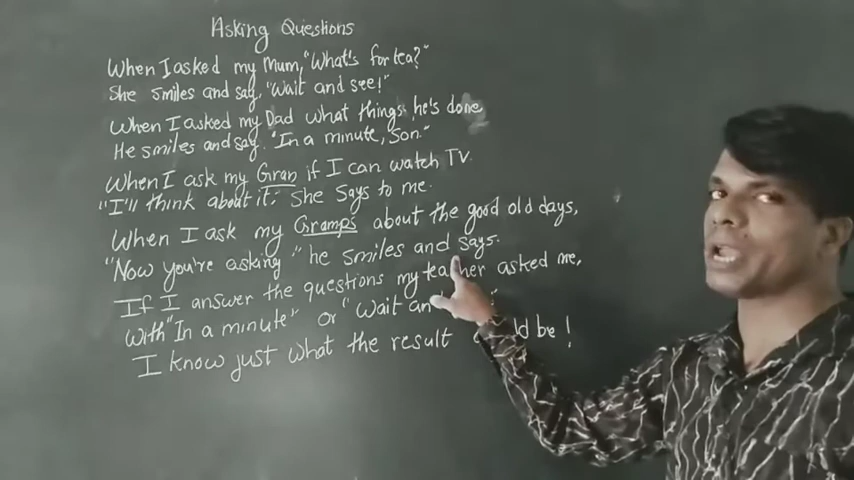 Asking Questions
When I asked my Mum, "What's for tea?"
She smiles and say, "Wait and see!"
When I asked my Dad what things he's done
He smiles and say. "In a minute, Son."
When I ask my Gran if I can watch TV.
"I'll think about it; She says to me.
When I ask my Gramps about the good old days,
"Now you're asking" he smiles and says.
If I answer the questions my teacher asked me,
With "In a minute" or "Wait an
I know just what the result ld be!